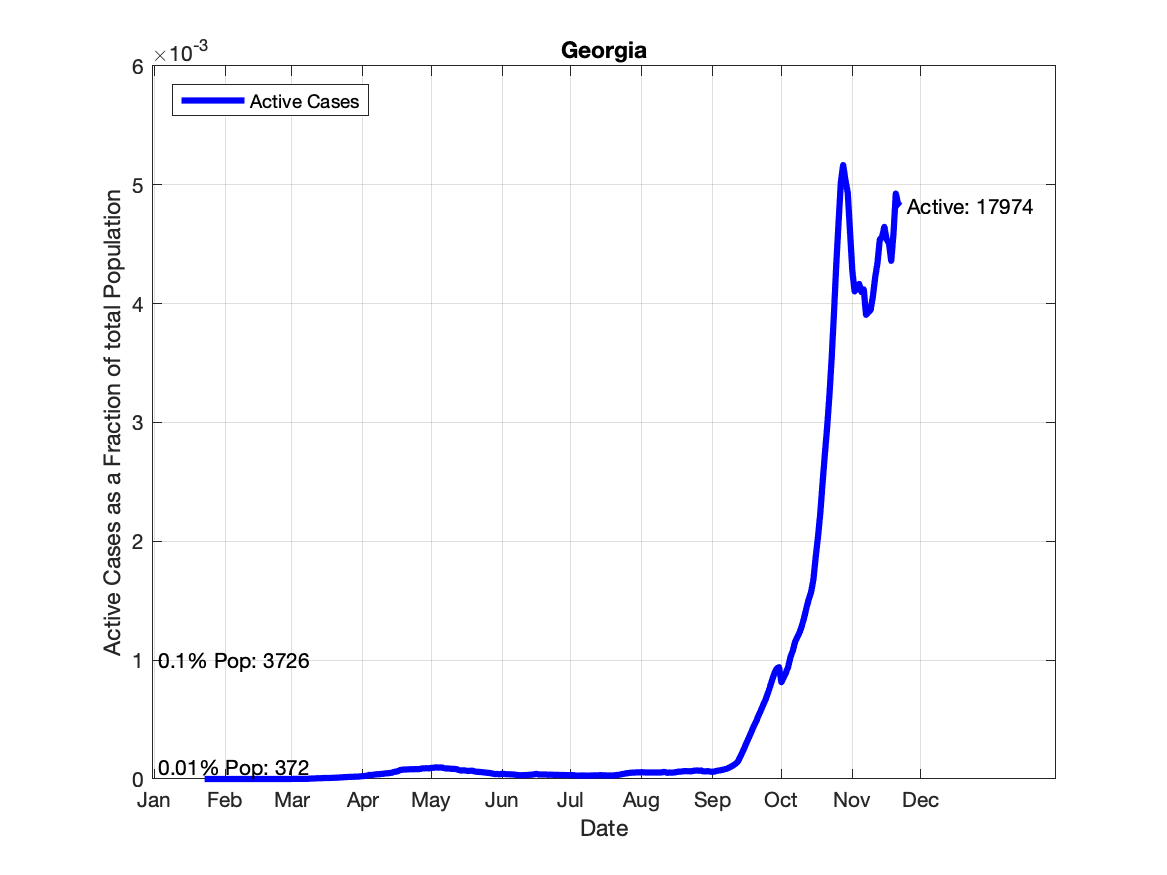 Georgia
×10-3
Active Cases
6
5
4
3
2
1
0
Active Cases as a Fraction of total Population
Active: 17974
0.1% Pop: 3726
0.01% Pop: 372
Jan Feb Mar Apr May Jun Jul Aug Sep Oct Nov Dec
Date